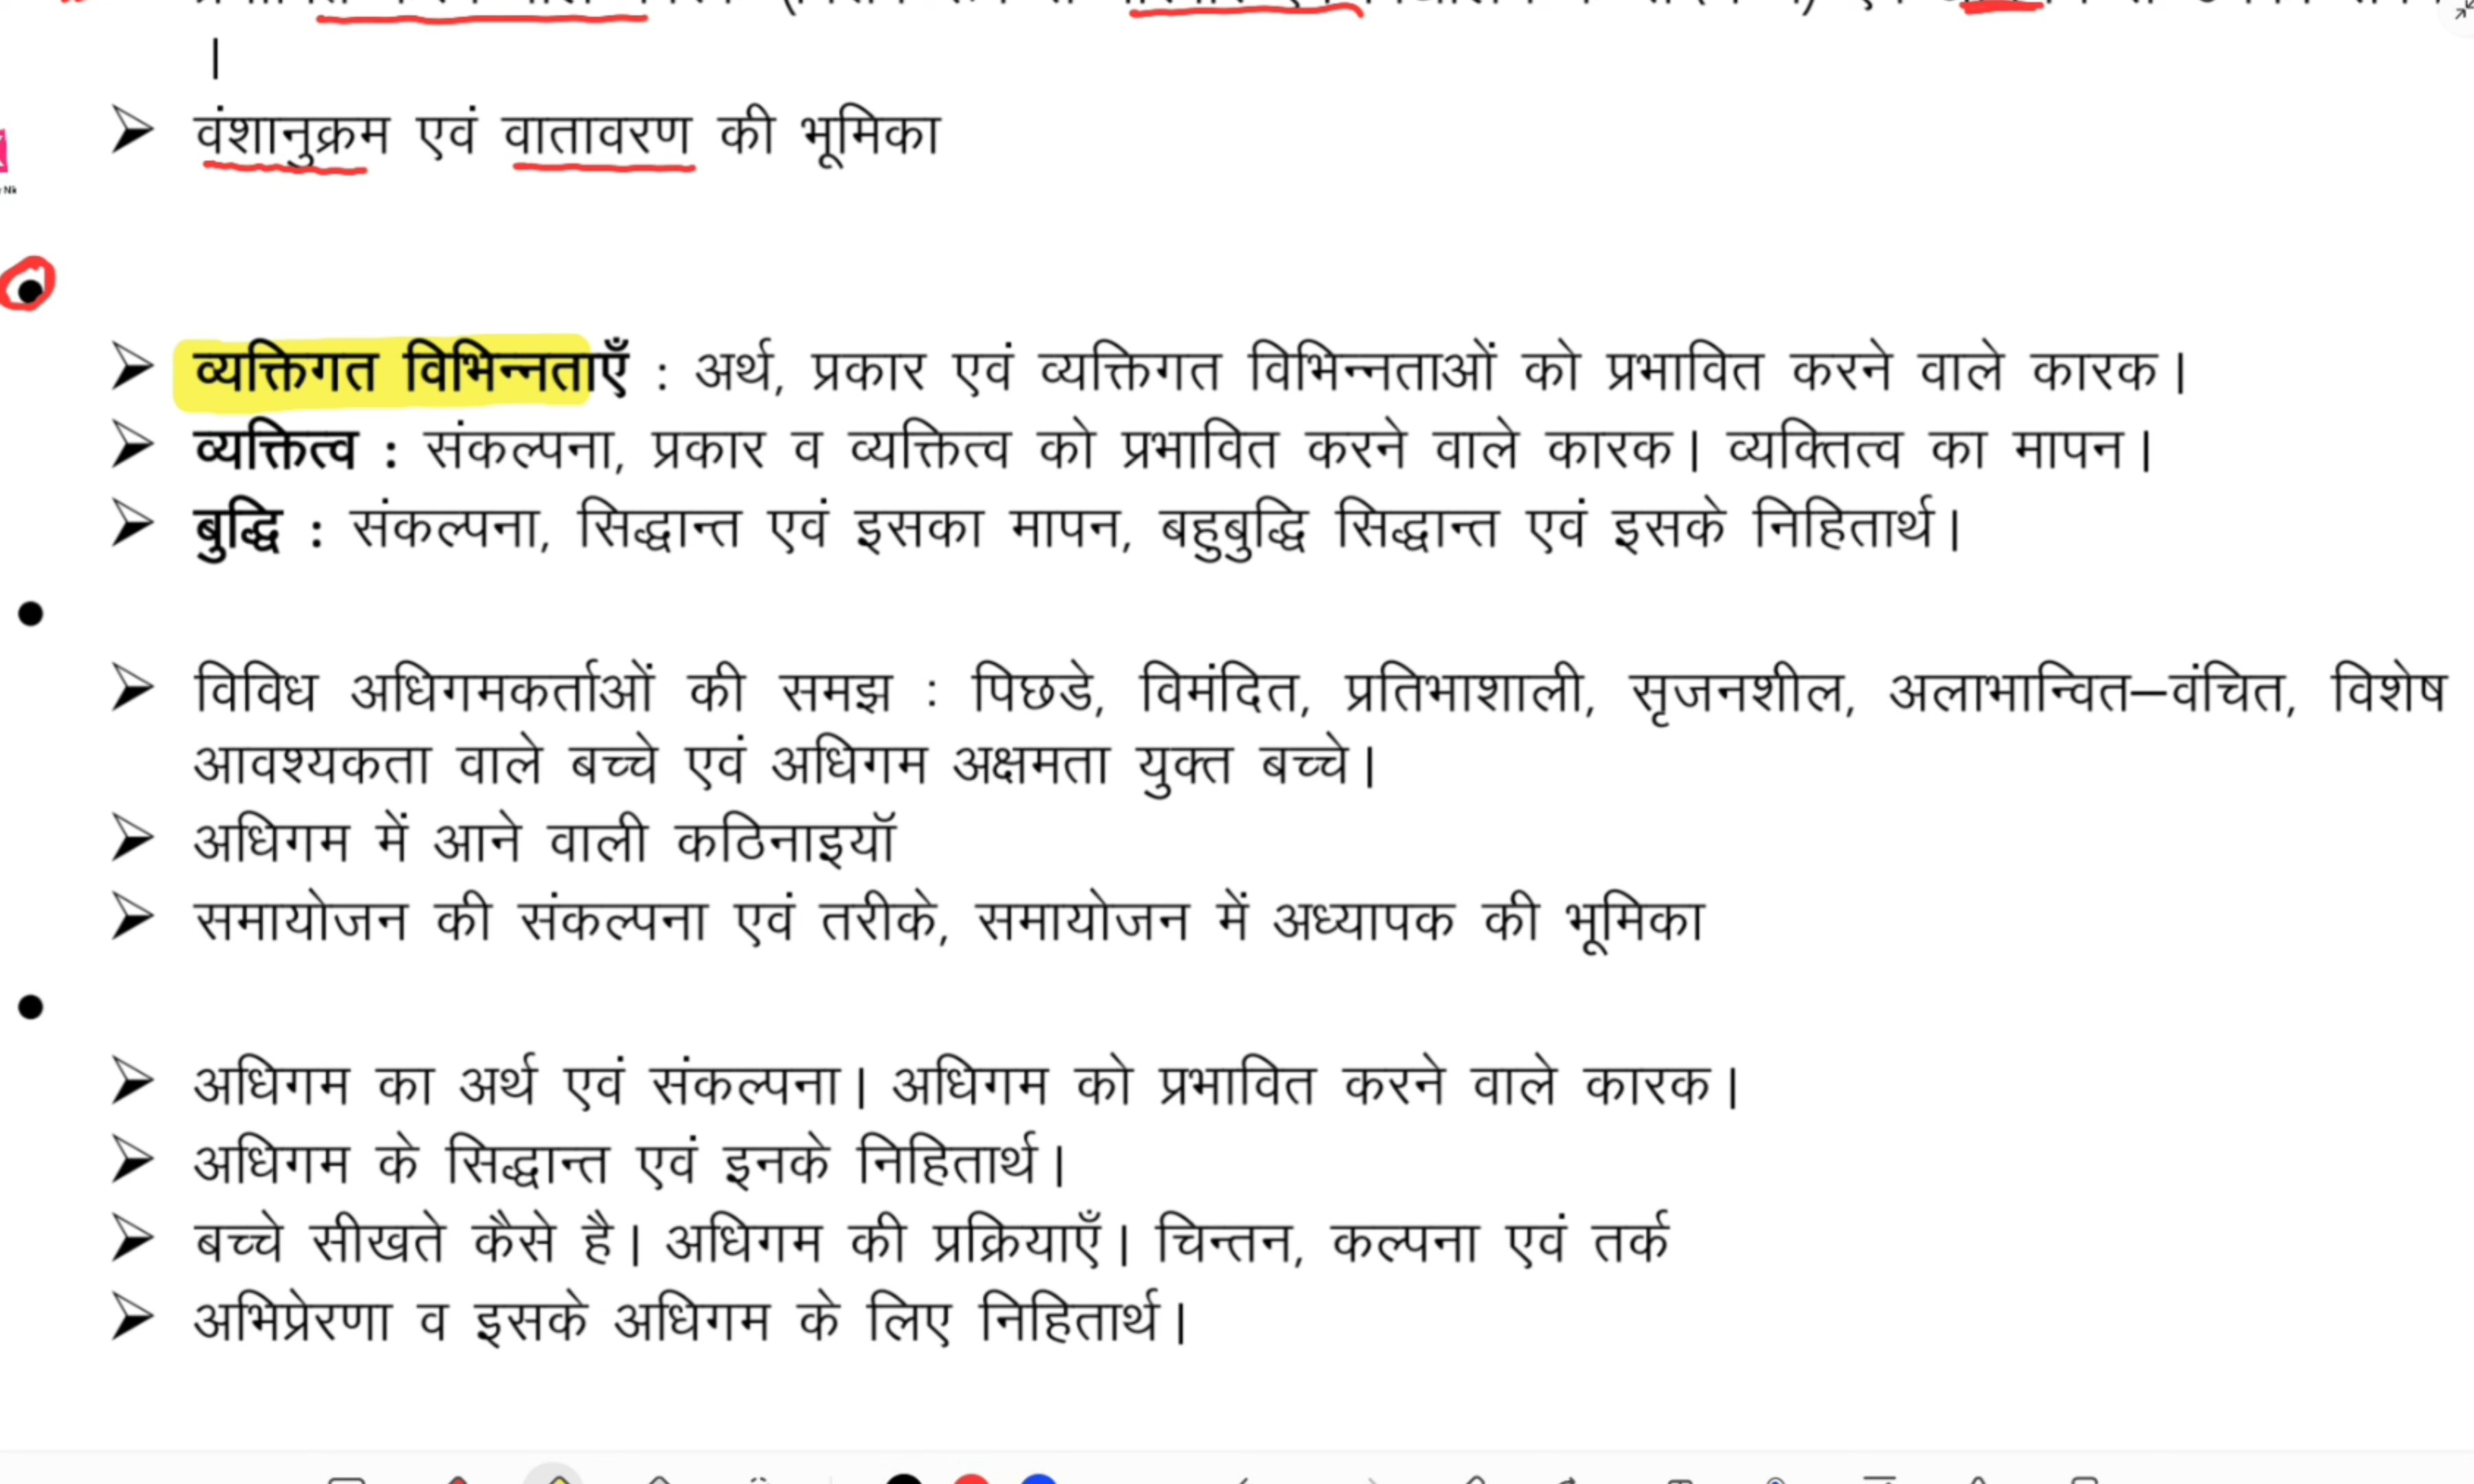 ।
वंशानुक्रम एवं वातावरण की भूमिका
Nk
व्यक्तिगत विभिन्नताएँ : अर्थ, प्रकार एवं व्यक्तिगत विभिन्नताओं को प्रभावित करने वाले कारक।
व्यक्तित्व : संकल्पना, प्रकार व व्यक्तित्व को प्रभावित करने वाले कारक। व्यक्तित्व का मापन।
बुद्धि : संकल्पना, सिद्धान्त एवं इसका मापन, बहुबुद्धि सिद्धान्त एवं इसके निहितार्थ।
विविध अधिगमकर्ताओं की समझ : पिछडे, विमंदित, प्रतिभाशाली, सृजनशील, अलाभान्वित–वंचित, विशेष
आवश्यकता वाले बच्चे एवं अधिगम अक्षमता युक्त बच्चे।
अधिगम में आने वाली कठिनाइयॉ
समायोजन की संकल्पना एवं तरीके, समायोजन में अध्यापक की भूमिका
अधिगम का अर्थ एवं संकल्पना। अधिगम को प्रभावित करने वाले कारक।
अधिगम के सिद्धान्त एवं इनके निहितार्थ।
बच्चे सीखते कैसे है। अधिगम की प्रक्रियाएँ। चिन्तन, कल्पना एवं तर्क
अभिप्रेरणा व इसके अधिगम के लिए निहितार्थ।